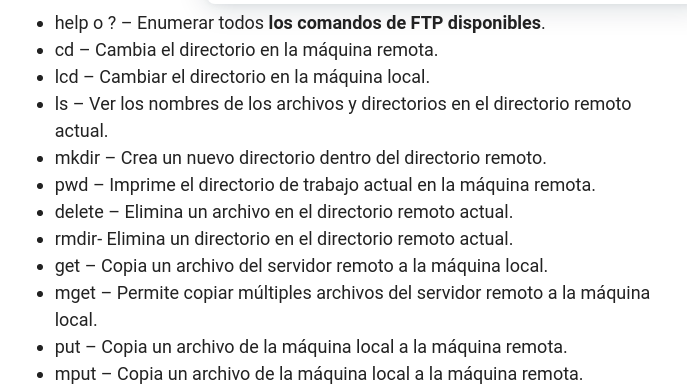 • help o ? – Enumerar todos los comandos de FTP disponibles.
• cd – Cambia el directorio en la máquina remota.
• lcd – Cambiar el directorio en la máquina local.
• ls – Ver los nombres de los archivos y directorios en el directorio remoto
actual.
• mkdir – Crea un nuevo directorio dentro del directorio remoto.
• pwd – Imprime el directorio de trabajo actual en la máquina remota.
• delete – Elimina un archivo en el directorio remoto actual.
• rmdir- Elimina un directorio en el directorio remoto actual.
• get – Copia un archivo del servidor remoto a la máquina local.
• mget – Permite copiar múltiples archivos del servidor remoto a la máquina
local.
• put – Copia un archivo de la máquina local a la máquina remota.
• mput – Copia un archivo de la máquina local a la máquina remota.